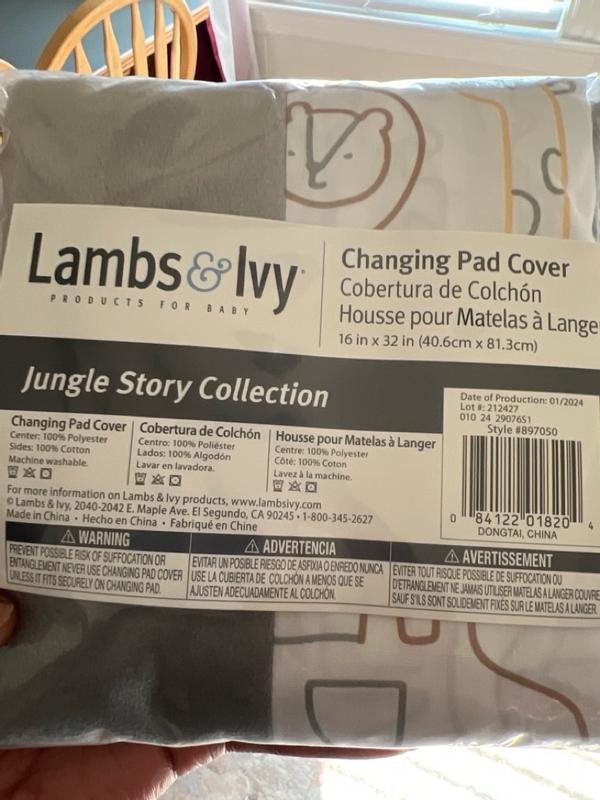 Lambs & Ivy
PRODUCTS FOR BABY
Changing Pad Cover
Cobertura de Colchón
Housse pour Matelas à Lange
16 in x 32 in (40.6cm x 81.3cm)
Jungle Story Collection
Date of Production: 01/2024
Lot #: 212427
010 24 2907651
Style #897050
0 84122 01820 4
DONGTAI, CHINA
Changing Pad Cover
Center: 100% Polyester
Sides: 100% Cotton
Machine washable.
Cobertura de Colchón
Centro: 100% Poliéster
Lados: 100% Algodón
Lavar en lavadora.
Housse pour Matelas à Langer
Centre: 100% Polyester
Côté: 100% Coton
Lavez à la machine.
For more information on Lambs & Ivy products, www.lambsivy.com
© Lambs & Ivy, 2040-2042 E. Maple Ave. El Segundo, CA 90245 • 1-800-345-2627
Made in China • Hecho en China • Fabriqué en Chine
WARNING
PREVENT POSSIBLE RISK OF SUFFOCATION OR
ENTANGLEMENT NEVER USE CHANGING PAD COVER
UNLESS IT FITS SECURELY ON CHANGING PAD.
ADVERTENCIA
EVITAR UN POSIBLE RIESGO DE ASFIXIA O ENREDO NUNCA
USE LA CUBIERTA DE COLCHÓN A MENOS QUE SE
AJUSTEN ADECUADAMENTE AL COLCHÓN.
AVERTISSEMENT
EVITER TOUT RISQUE POSSIBLE DE SUFFOCATION OU
D'ETRANGLEMENT NE JAMAIS UTILISER MATELAS A LANGER COUVRE
SAUF S'ILS SONT SOLIDEMENT FIXÉS SUR LE MATELAS A LANGER.